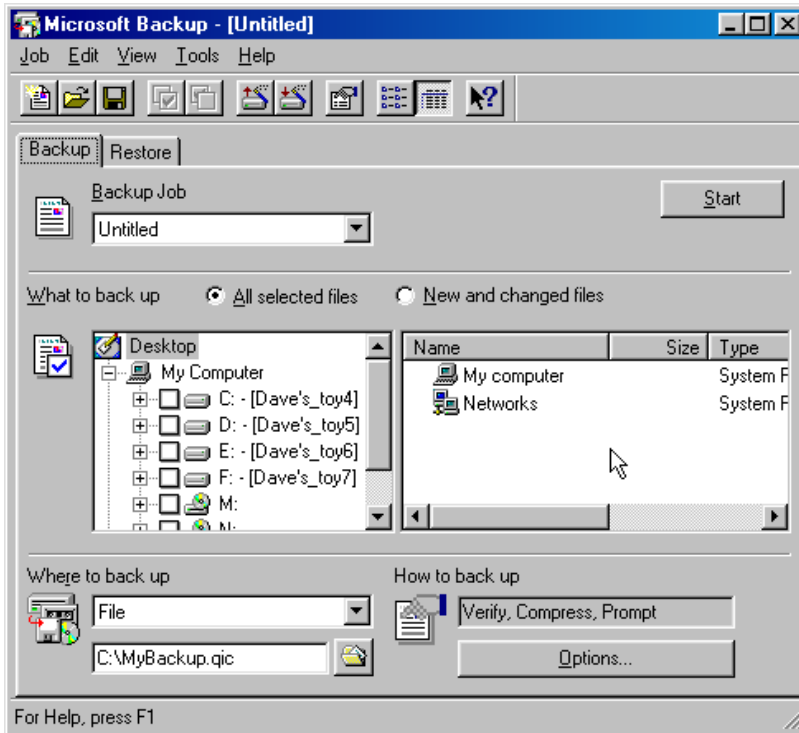 Microsoft Backup - [Untitled]
Job Edit View Tools Help
Backup Restore
Backup Job
Start
Untitled
What to back up All selected files New and changed files
Desktop
My Computer
C: - [Dave's_toy4]
D: - [Dave's_toy5]
E: - [Dave's_toy6]
F: - [Dave's_toy7]
M:
N:
Name Size Type
My computer System F
Networks System F
Where to back up
File
C:\MyBackup.qic
How to back up
Verify, Compress, Prompt
Options...
For Help, press F1